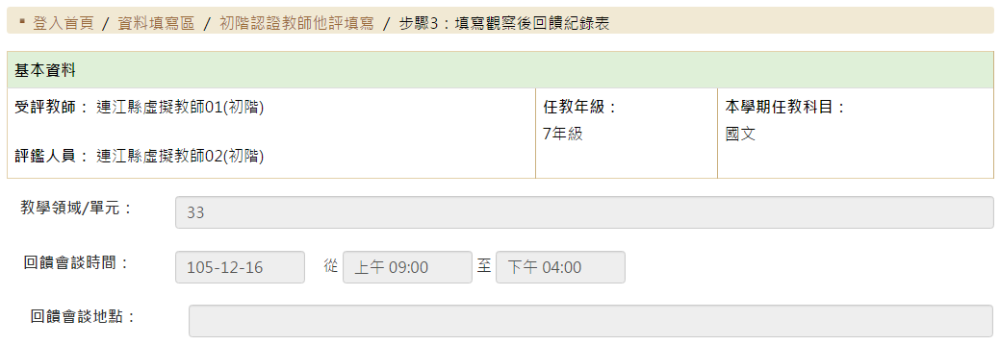 登入首頁 / 資料填寫區 / 初階認證教師他評填寫 / 步驟3：填寫觀察後回饋紀錄表
基本資料
受評教師： 連江縣虛擬教師01(初階)
評鑑人員： 連江縣虛擬教師02(初階)
任教年級：
7年級
本學期任教科目：
國文
教學領域/單元： 33
回饋會談時間： 105-12-16 從 上午 09:00 至 下午 04:00
回饋會談地點：